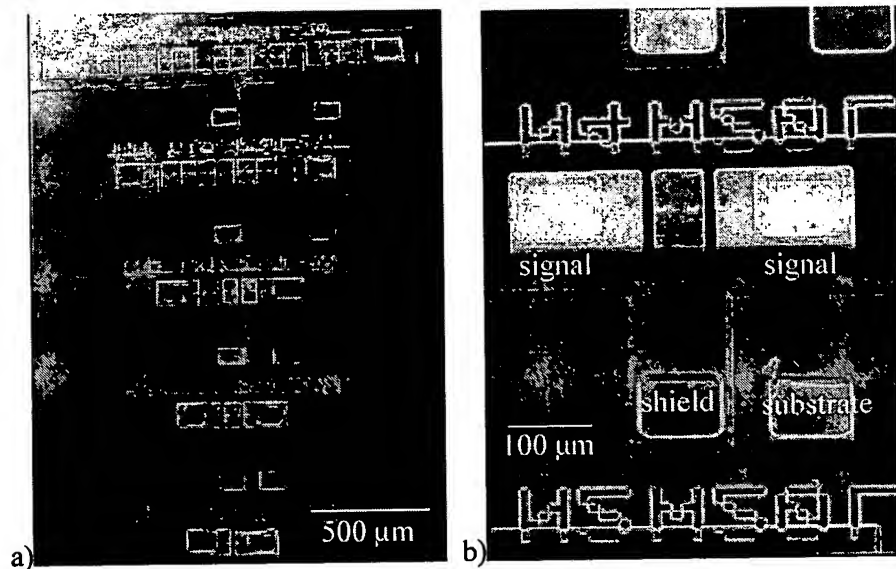 signal signal
shield substrate
100 μm
500 μm
a) b)